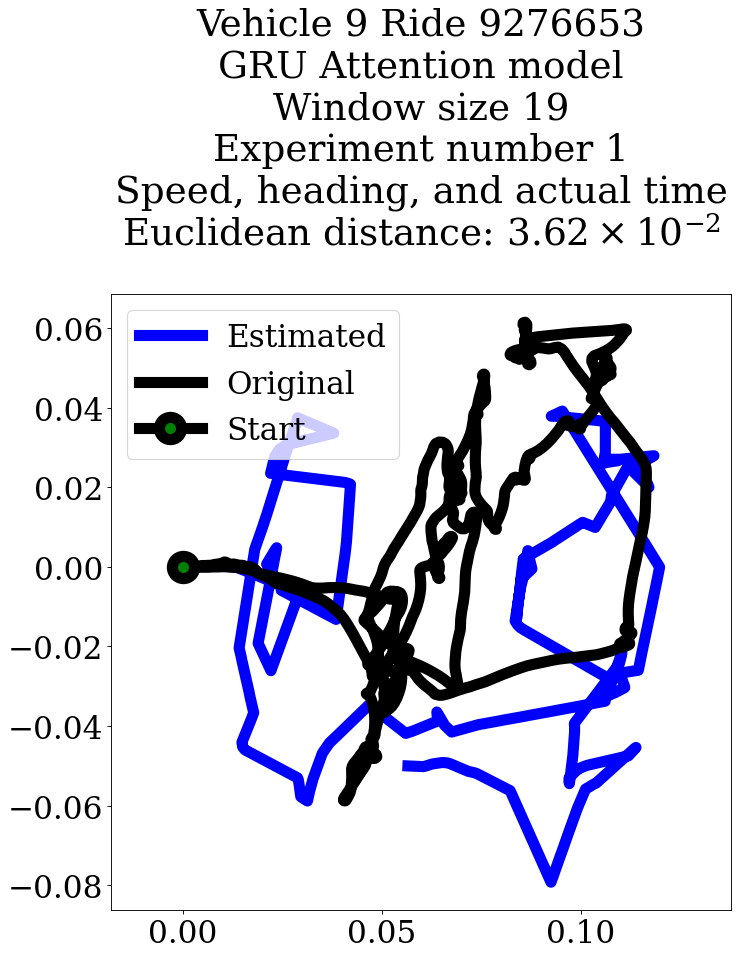 Vehicle 9 Ride 9276653
GRU Attention model
Window size 19
Experiment number 1
Speed, heading, and actual time
Euclidean distance: 3.62 × 10⁻²
Estimated
Original
Start
0.06
0.04
0.02
0.00
−0.02
−0.04
−0.06
−0.08
0.00 0.05 0.10